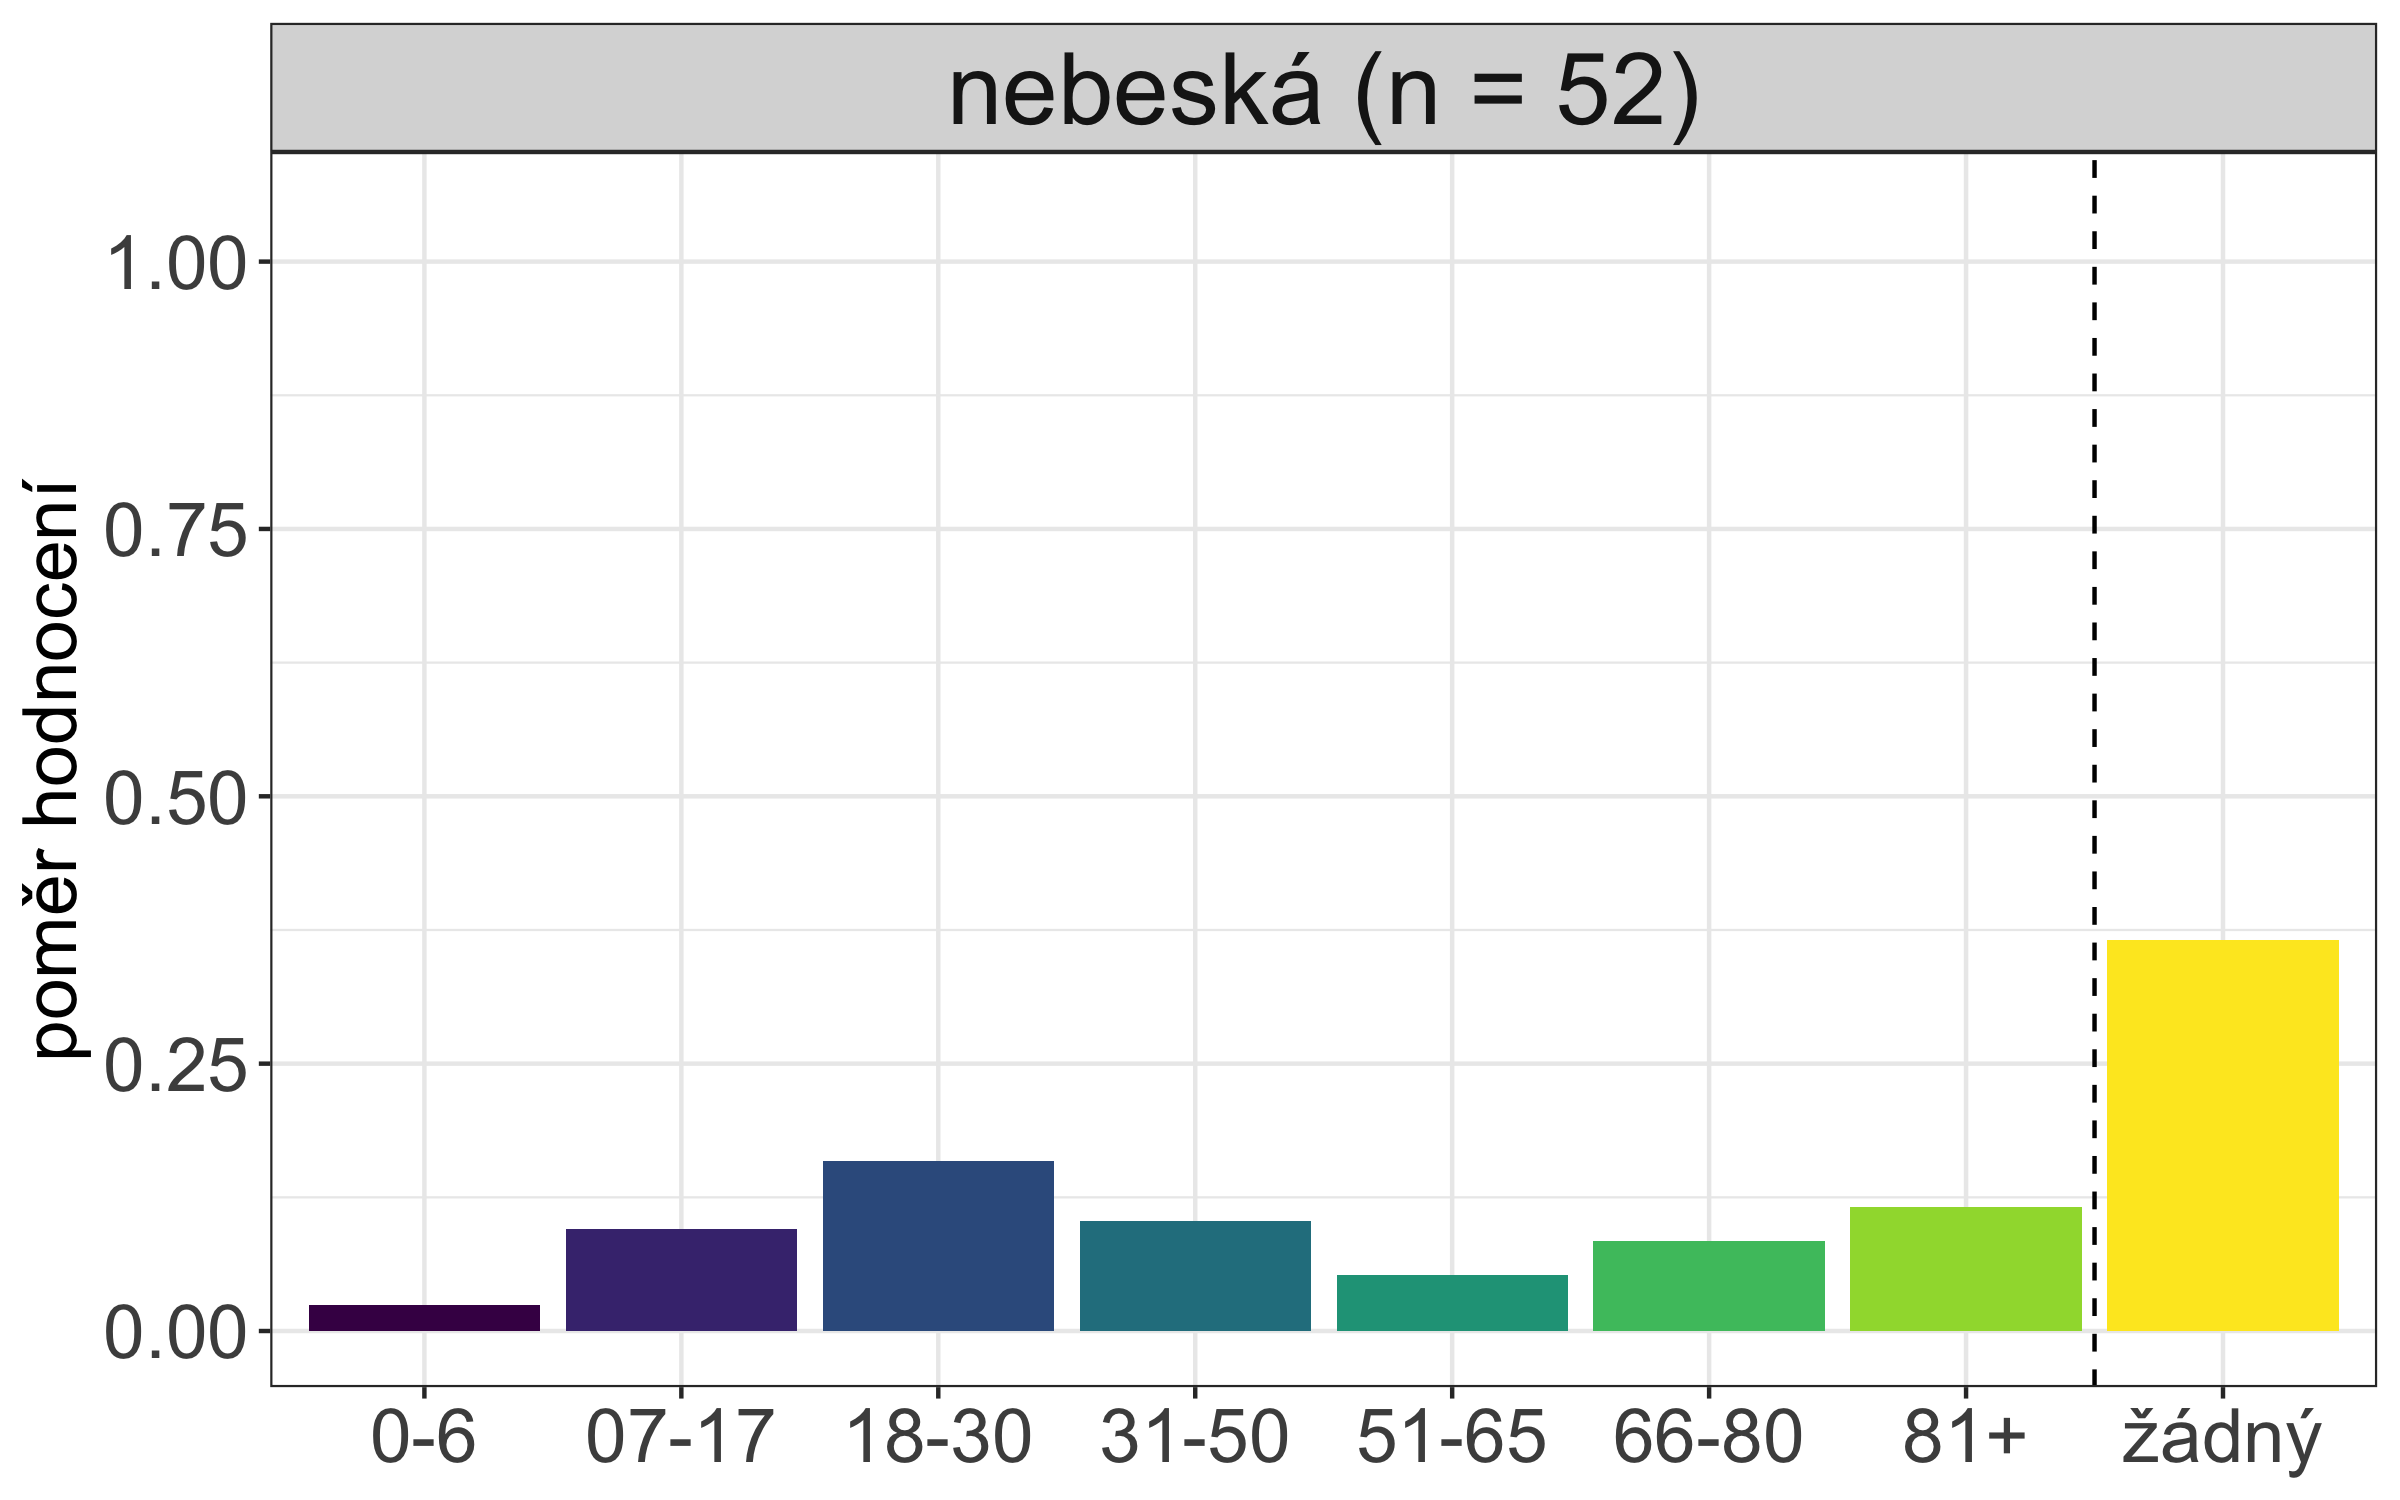 nebeská (n = 52)
poměr hodnocení
1.00
0.75
0.50
0.25
0.00
0-6 07-17 18-30 31-50 51-65 66-80 81+ žádný